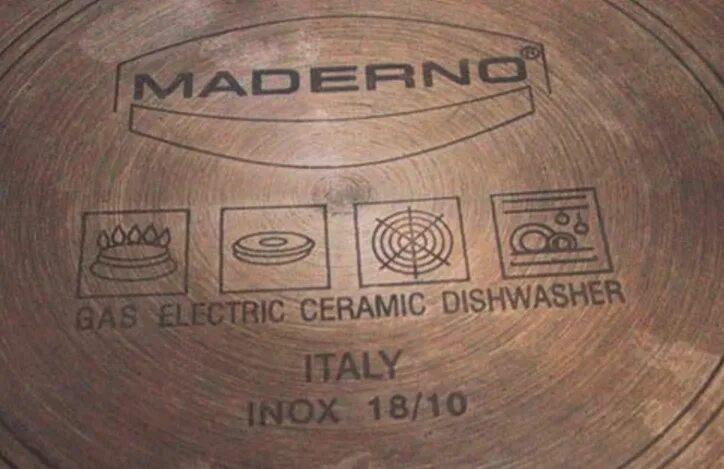 MADERNO®
GAS ELECTRIC CERAMIC DISHWASHER
ITALY
INOX 18/10